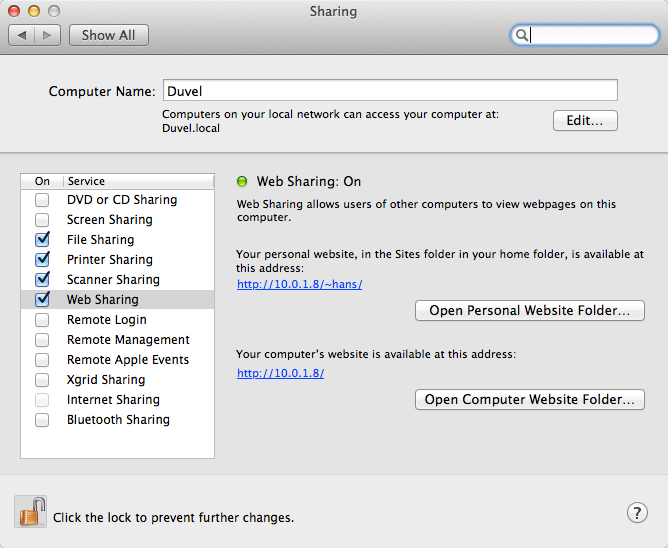 Sharing
Show All
Computer Name: Duvel
Computers on your local network can access your computer at:
Duvel.local
Edit...
On Service
DVD or CD Sharing
Screen Sharing
File Sharing
Printer Sharing
Scanner Sharing
Web Sharing
Remote Login
Remote Management
Remote Apple Events
Xgrid Sharing
Internet Sharing
Bluetooth Sharing
Web Sharing: On
Web Sharing allows users of other computers to view webpages on this
computer.
Your personal website, in the Sites folder in your home folder, is available at
this address:
http://10.0.1.8/~hans/
Open Personal Website Folder...
Your computer's website is available at this address:
http://10.0.1.8/
Open Computer Website Folder...
Click the lock to prevent further changes.
?